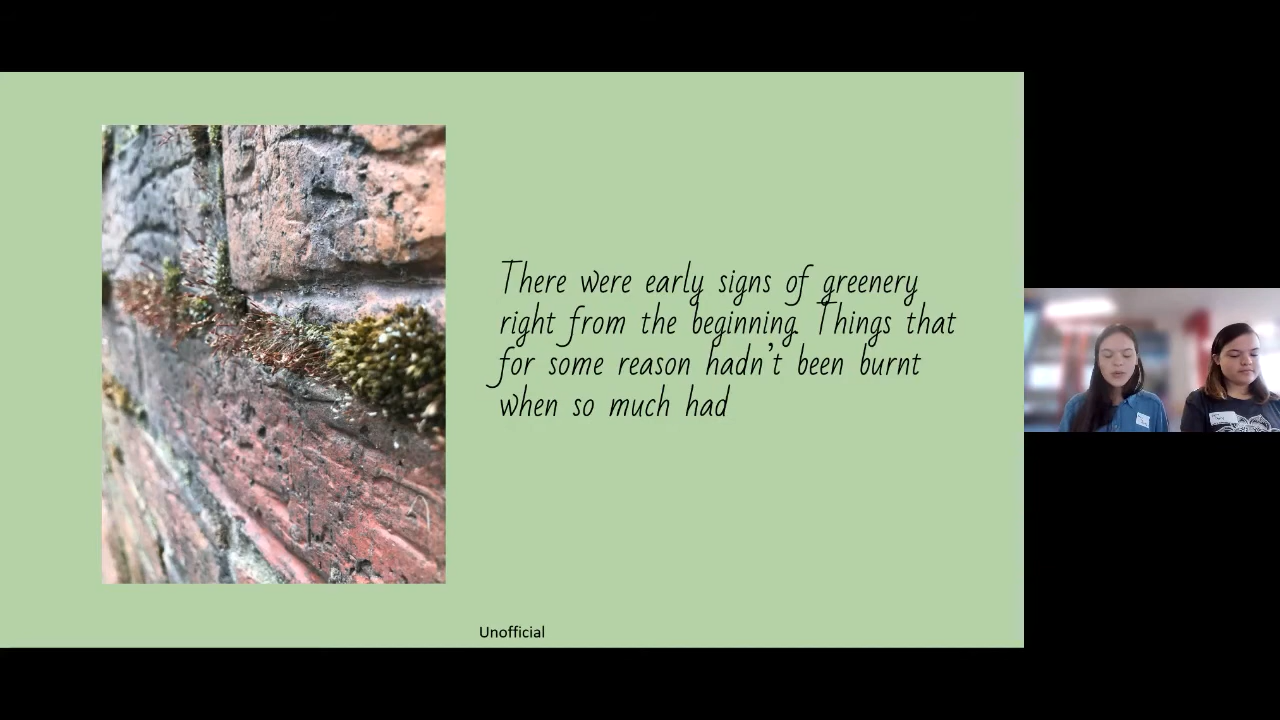 There were early signs of greenery
right from the beginning. Things that
for some reason hadn't been burnt
when so much had
Unofficial